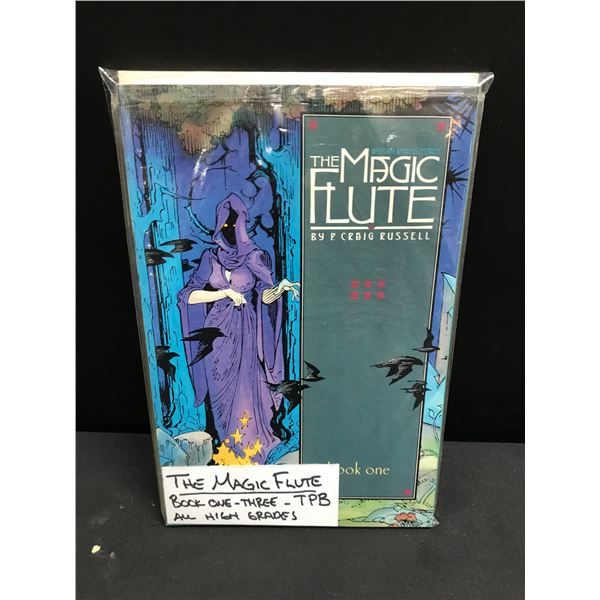 THE MAGIC
FLUTE
BY P. CRAIG RUSSELL
book one
THE MAGIC FLUTE
BOOK ONE-THREE - TPB
ALL HIGH GRADES